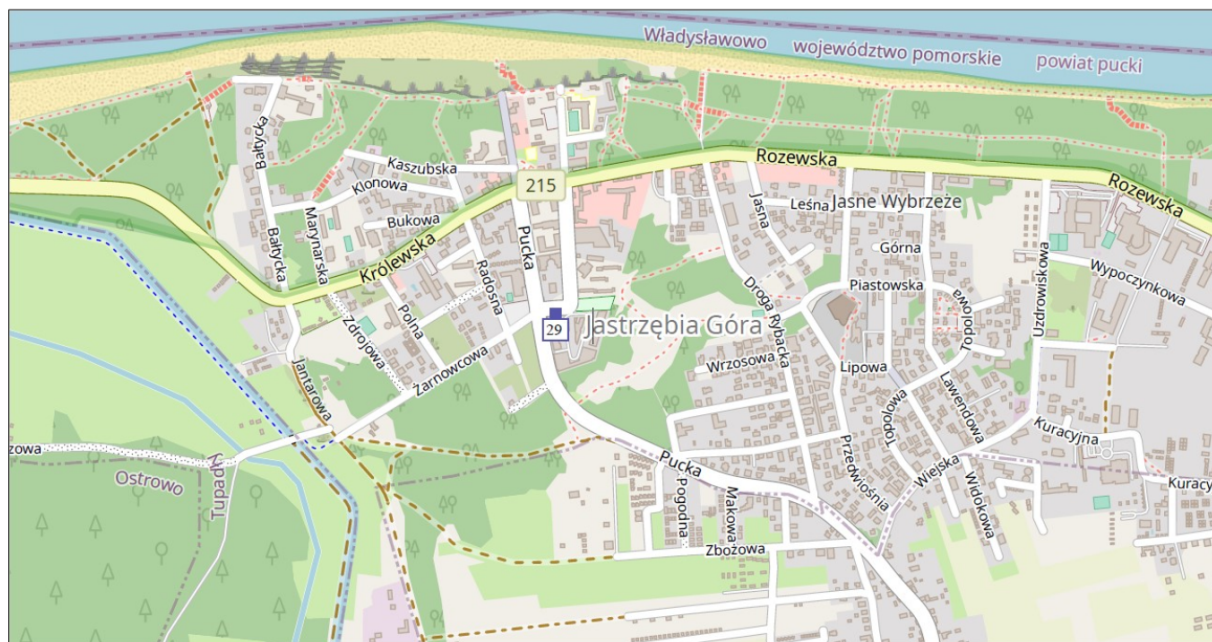 Władysławowo
województwo pomorskie
powiat pucki
Rozewska
Kaszubska
215
Bałtycka
Klonowa
Rozewska
Leśna
Jasne Wybrzeże
Jasna
Marynarska
Bukowa
Pucka
Bałtycka
Królewska
Górna
Wypoczynkowa
Radosna
Droga Rybacka
Piastowska
Uzdrowiskowa
Topolowa
Zdrojowa
Polna
29
Jastrzębia Góra
Żarnowcowa
Wrzosowa
Lipowa
Jantarowa
Lawendowa
Topolowa
Kuracyjna
zowa
Tupadły
Ostrowo
Pucka
Przedwiośnia
Wiejska
Pogodna
Makowa
Widokowa
Kuracy
Zbożowa